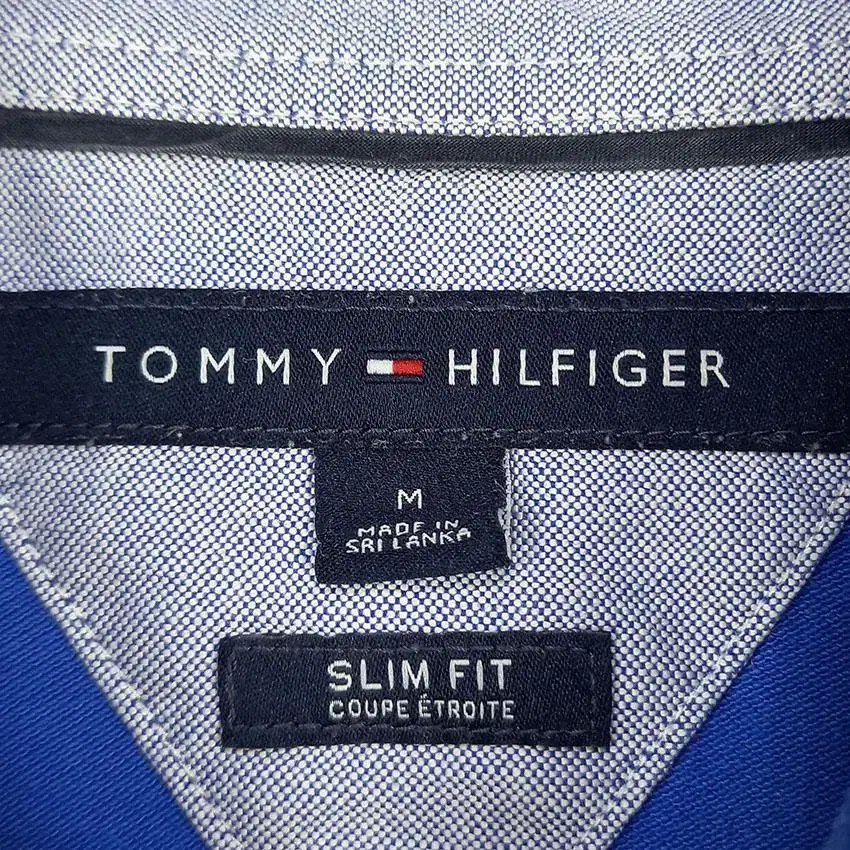 TOMMY HILFIGER
M
MADE IN
SRI LANKA
SLIM FIT
COUPE ÉTROITE